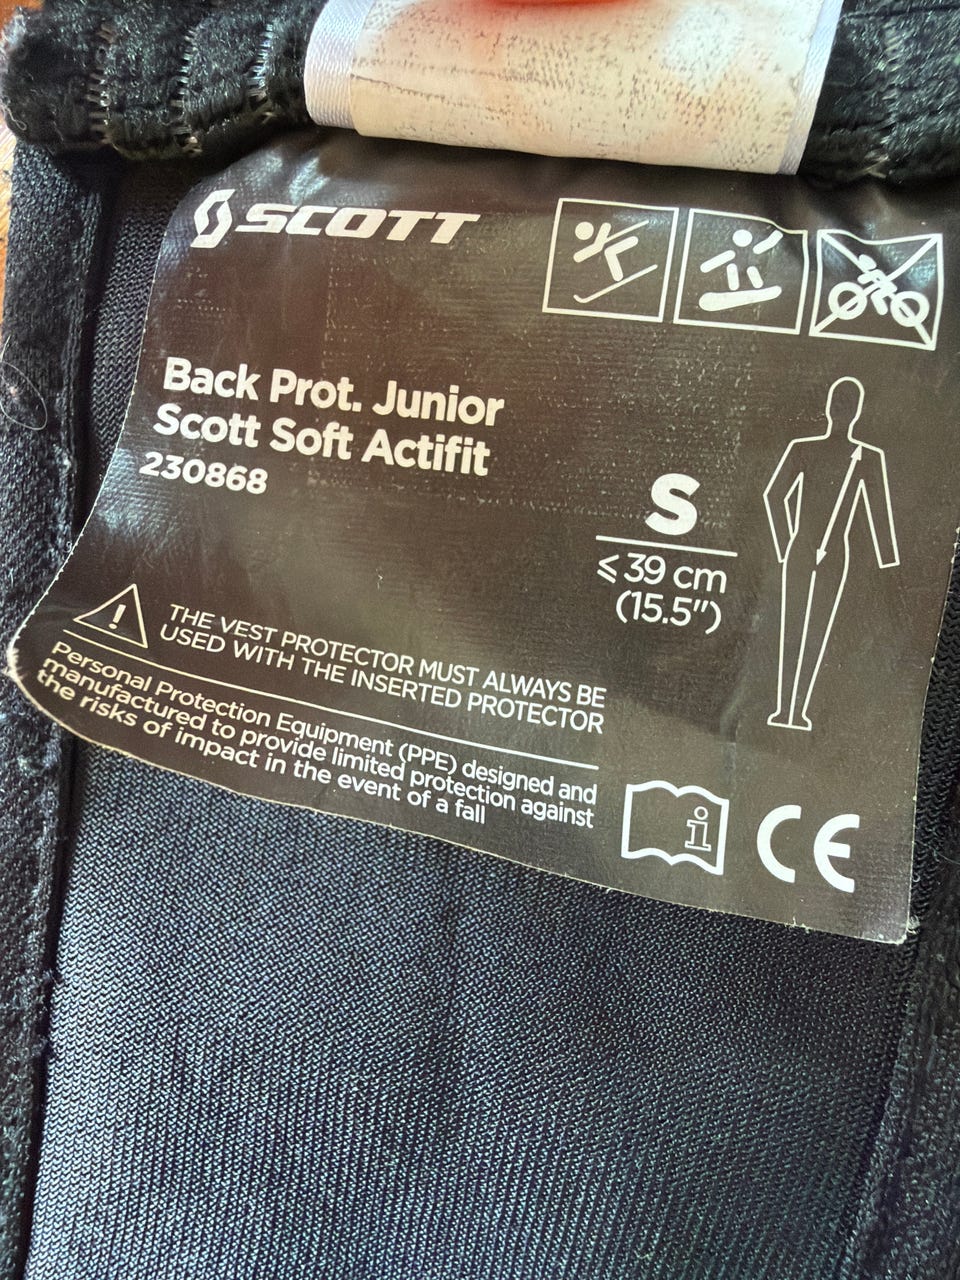 SCOTT
Back Prot. Junior
Scott Soft Actifit
230868
S
≤ 39 cm
(15.5")
! THE VEST PROTECTOR MUST ALWAYS BE
USED WITH THE INSERTED PROTECTOR
Personal Protection Equipment (PPE) designed and
manufactured to provide limited protection against
the risks of impact in the event of a fall
i
CE